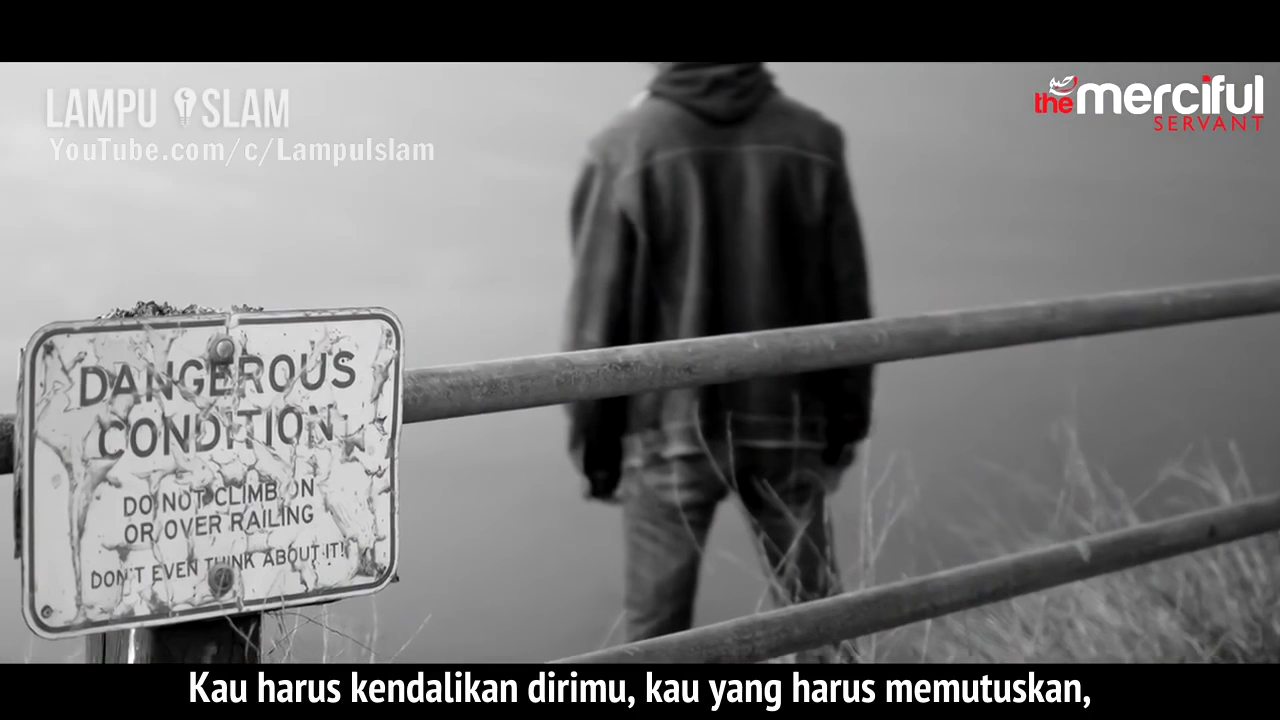 LAMPU ISLAM
YouTube.com/c/LampuIslam
the merciful
SERVANT
DANGEROUS
CONDITION
DO NOT CLIMB ON
OR OVER RAILING
DON'T EVEN THINK ABOUT IT!
Kau harus kendalikan dirimu, kau yang harus memutuskan,